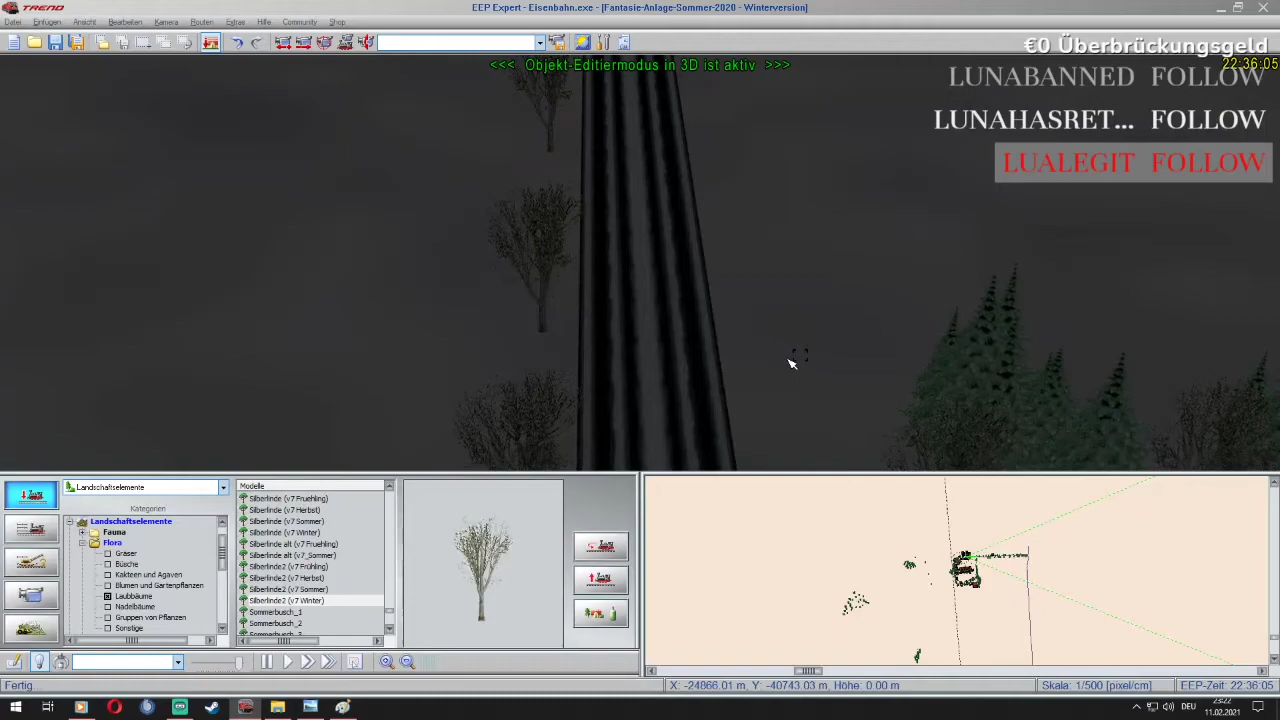 TREND
EEP Expert - Eisenbahn.exe - [Fantasie-Anlage-Sommer-2020 - Winterversion]
Datei Einfügen Ansicht Bearbeiten Kamera Routen Extras Hilfe Community Shop
€0 Überbrückungsgeld
<<< Objekt-Editiermodus in 3D ist aktiv >>>
22:36:05
LUNABANNED FOLLOW
LUNAHASRET... FOLLOW
LUALEGIT FOLLOW
Landschaftselemente
Kategorien
Landschaftselemente
Fauna
Flora
Gräser
Büsche
Kakteen und Agaven
Blumen und Gartenpflanzen
Laubbäume
Nadelbäume
Gruppen von Pflanzen
Sonstige
Modelle
Silberlinde (v7 Fruehling)
Silberlinde (v7 Herbst)
Silberlinde (v7 Sommer)
Silberlinde (v7 Winter)
Silberlinde alt (v7_Fruehling)
Silberlinde alt (v7_Sommer)
Silberlinde2 (v7 Frühling)
Silberlinde2 (v7 Herbst)
Silberlinde2 (v7 Sommer)
Silberlinde2 (v7 Winter)
Sommerbusch_1
Sommerbusch_2
Sommerbusch_3
Fertig...
X: -24866.01 m, Y: -40743.03 m, Höhe: 0.00 m
Skala: 1/500 [pixel/cm]
EEP-Zeit: 22:36:05
DEU
23:22
11.02.2021